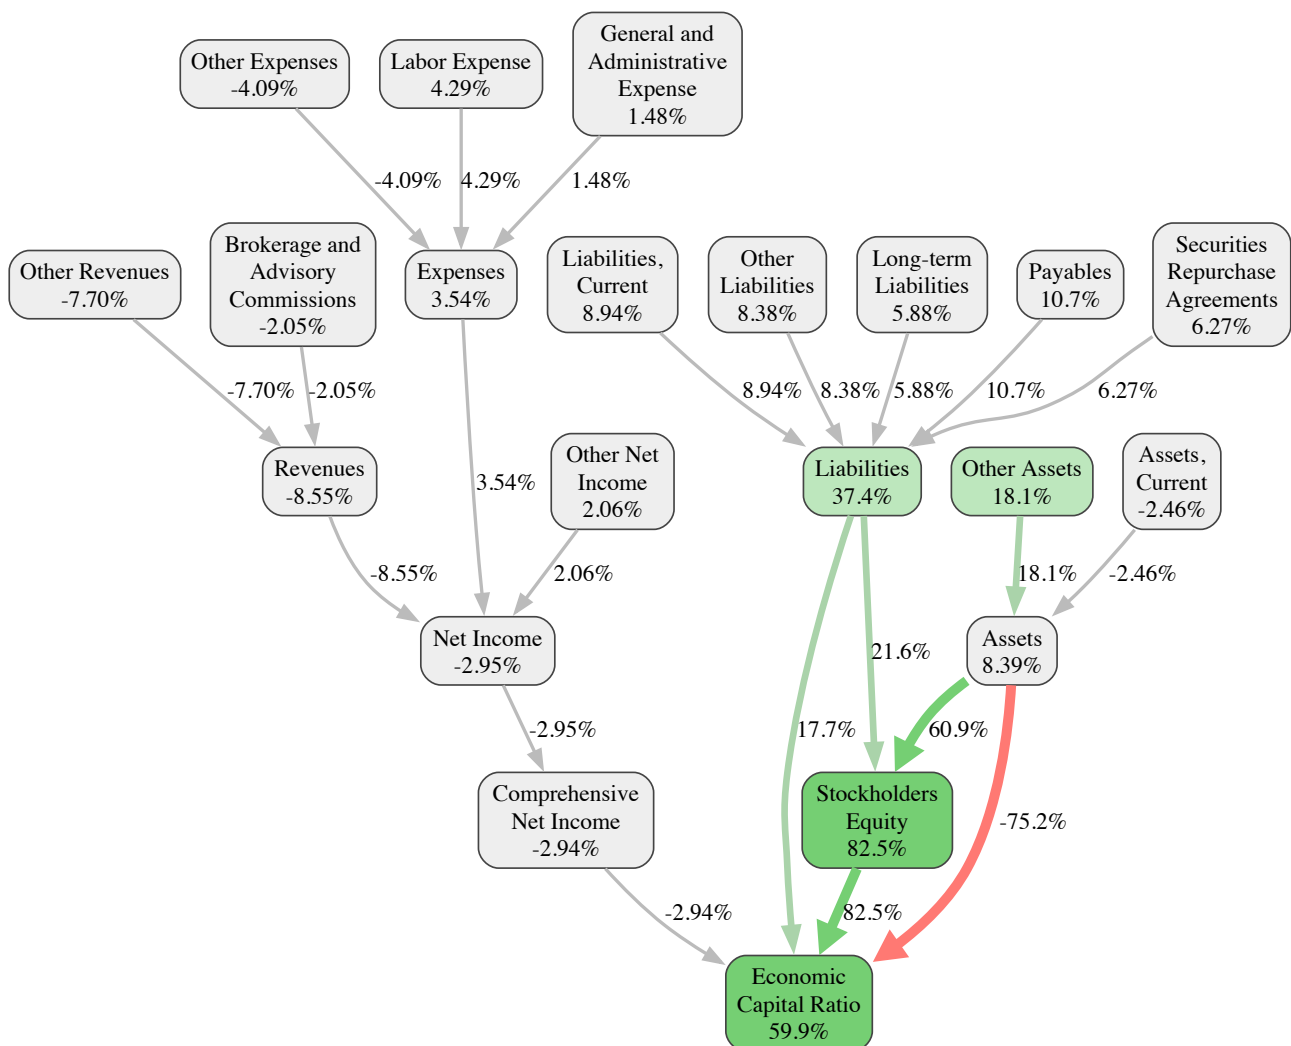 General and
Administrative
Expense
1.48%
Other Expenses
-4.09%
Labor Expense
4.29%
-4.09%
4.29%
1.48%
Other Revenues
-7.70%
Brokerage and
Advisory
Commissions
-2.05%
Expenses
3.54%
Liabilities,
Current
8.94%
Other
Liabilities
8.38%
Long-term
Liabilities
5.88%
Payables
10.7%
Securities
Repurchase
Agreements
6.27%
-7.70%
-2.05%
8.94%
8.38%
5.88%
10.7%
6.27%
Revenues
-8.55%
3.54%
Other Net
Income
2.06%
Liabilities
37.4%
Other Assets
18.1%
Assets,
Current
-2.46%
-8.55%
2.06%
18.1%
-2.46%
Net Income
-2.95%
21.6%
Assets
8.39%
-2.95%
17.7%
60.9%
Comprehensive
Net Income
-2.94%
Stockholders
Equity
82.5%
-75.2%
-2.94%
82.5%
Economic
Capital Ratio
59.9%